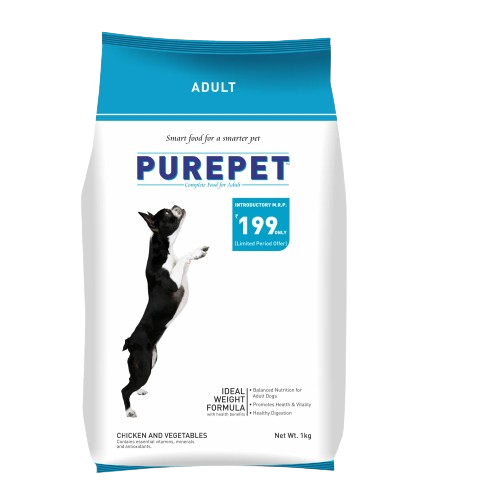 ADULT
Smart food for a smarter pet
PUREPET
Complete Food for Adult
INTRODUCTORY M.R.P.
₹199 ONLY
(Limited Period Offer)
IDEAL
WEIGHT
FORMULA
with health benefits
• Balanced Nutrition for
Adult Dogs
• Promotes Health & Vitality
• Healthy Digestion
CHICKEN AND VEGETABLES
Contains essential vitamins, minerals
and antioxidants.
Net Wt. 1kg